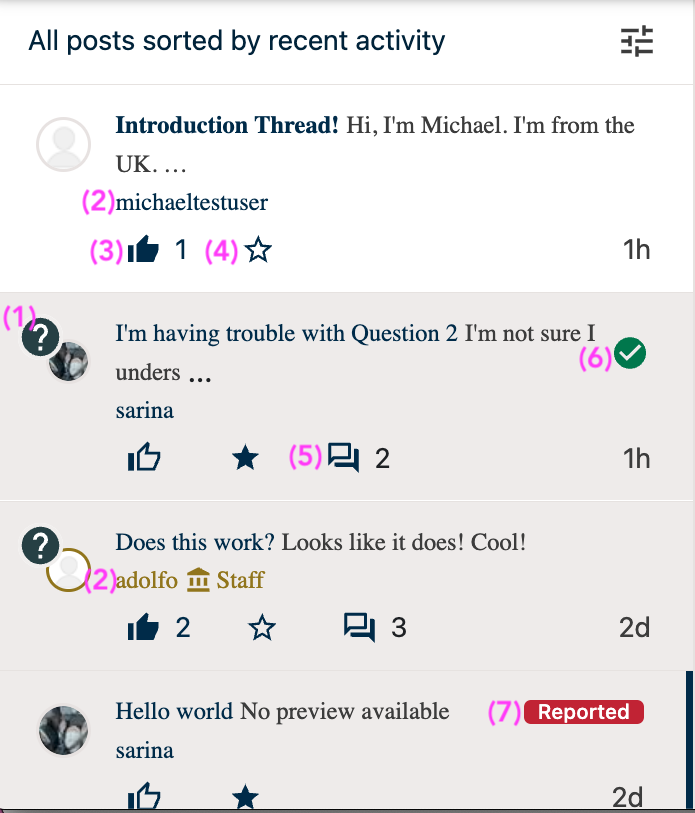 All posts sorted by recent activity
Introduction Thread! Hi, I'm Michael. I'm from the
UK. …
(2) michaeltestuser
(3) 1 (4) 1h
(1) ?
I'm having trouble with Question 2 I'm not sure I
(6)
unders ...
sarina
(5) 2 1h
?
Does this work? Looks like it does! Cool!
(2) adolfo Staff
2 3 2d
Hello world No preview available (7) Reported
sarina
2d